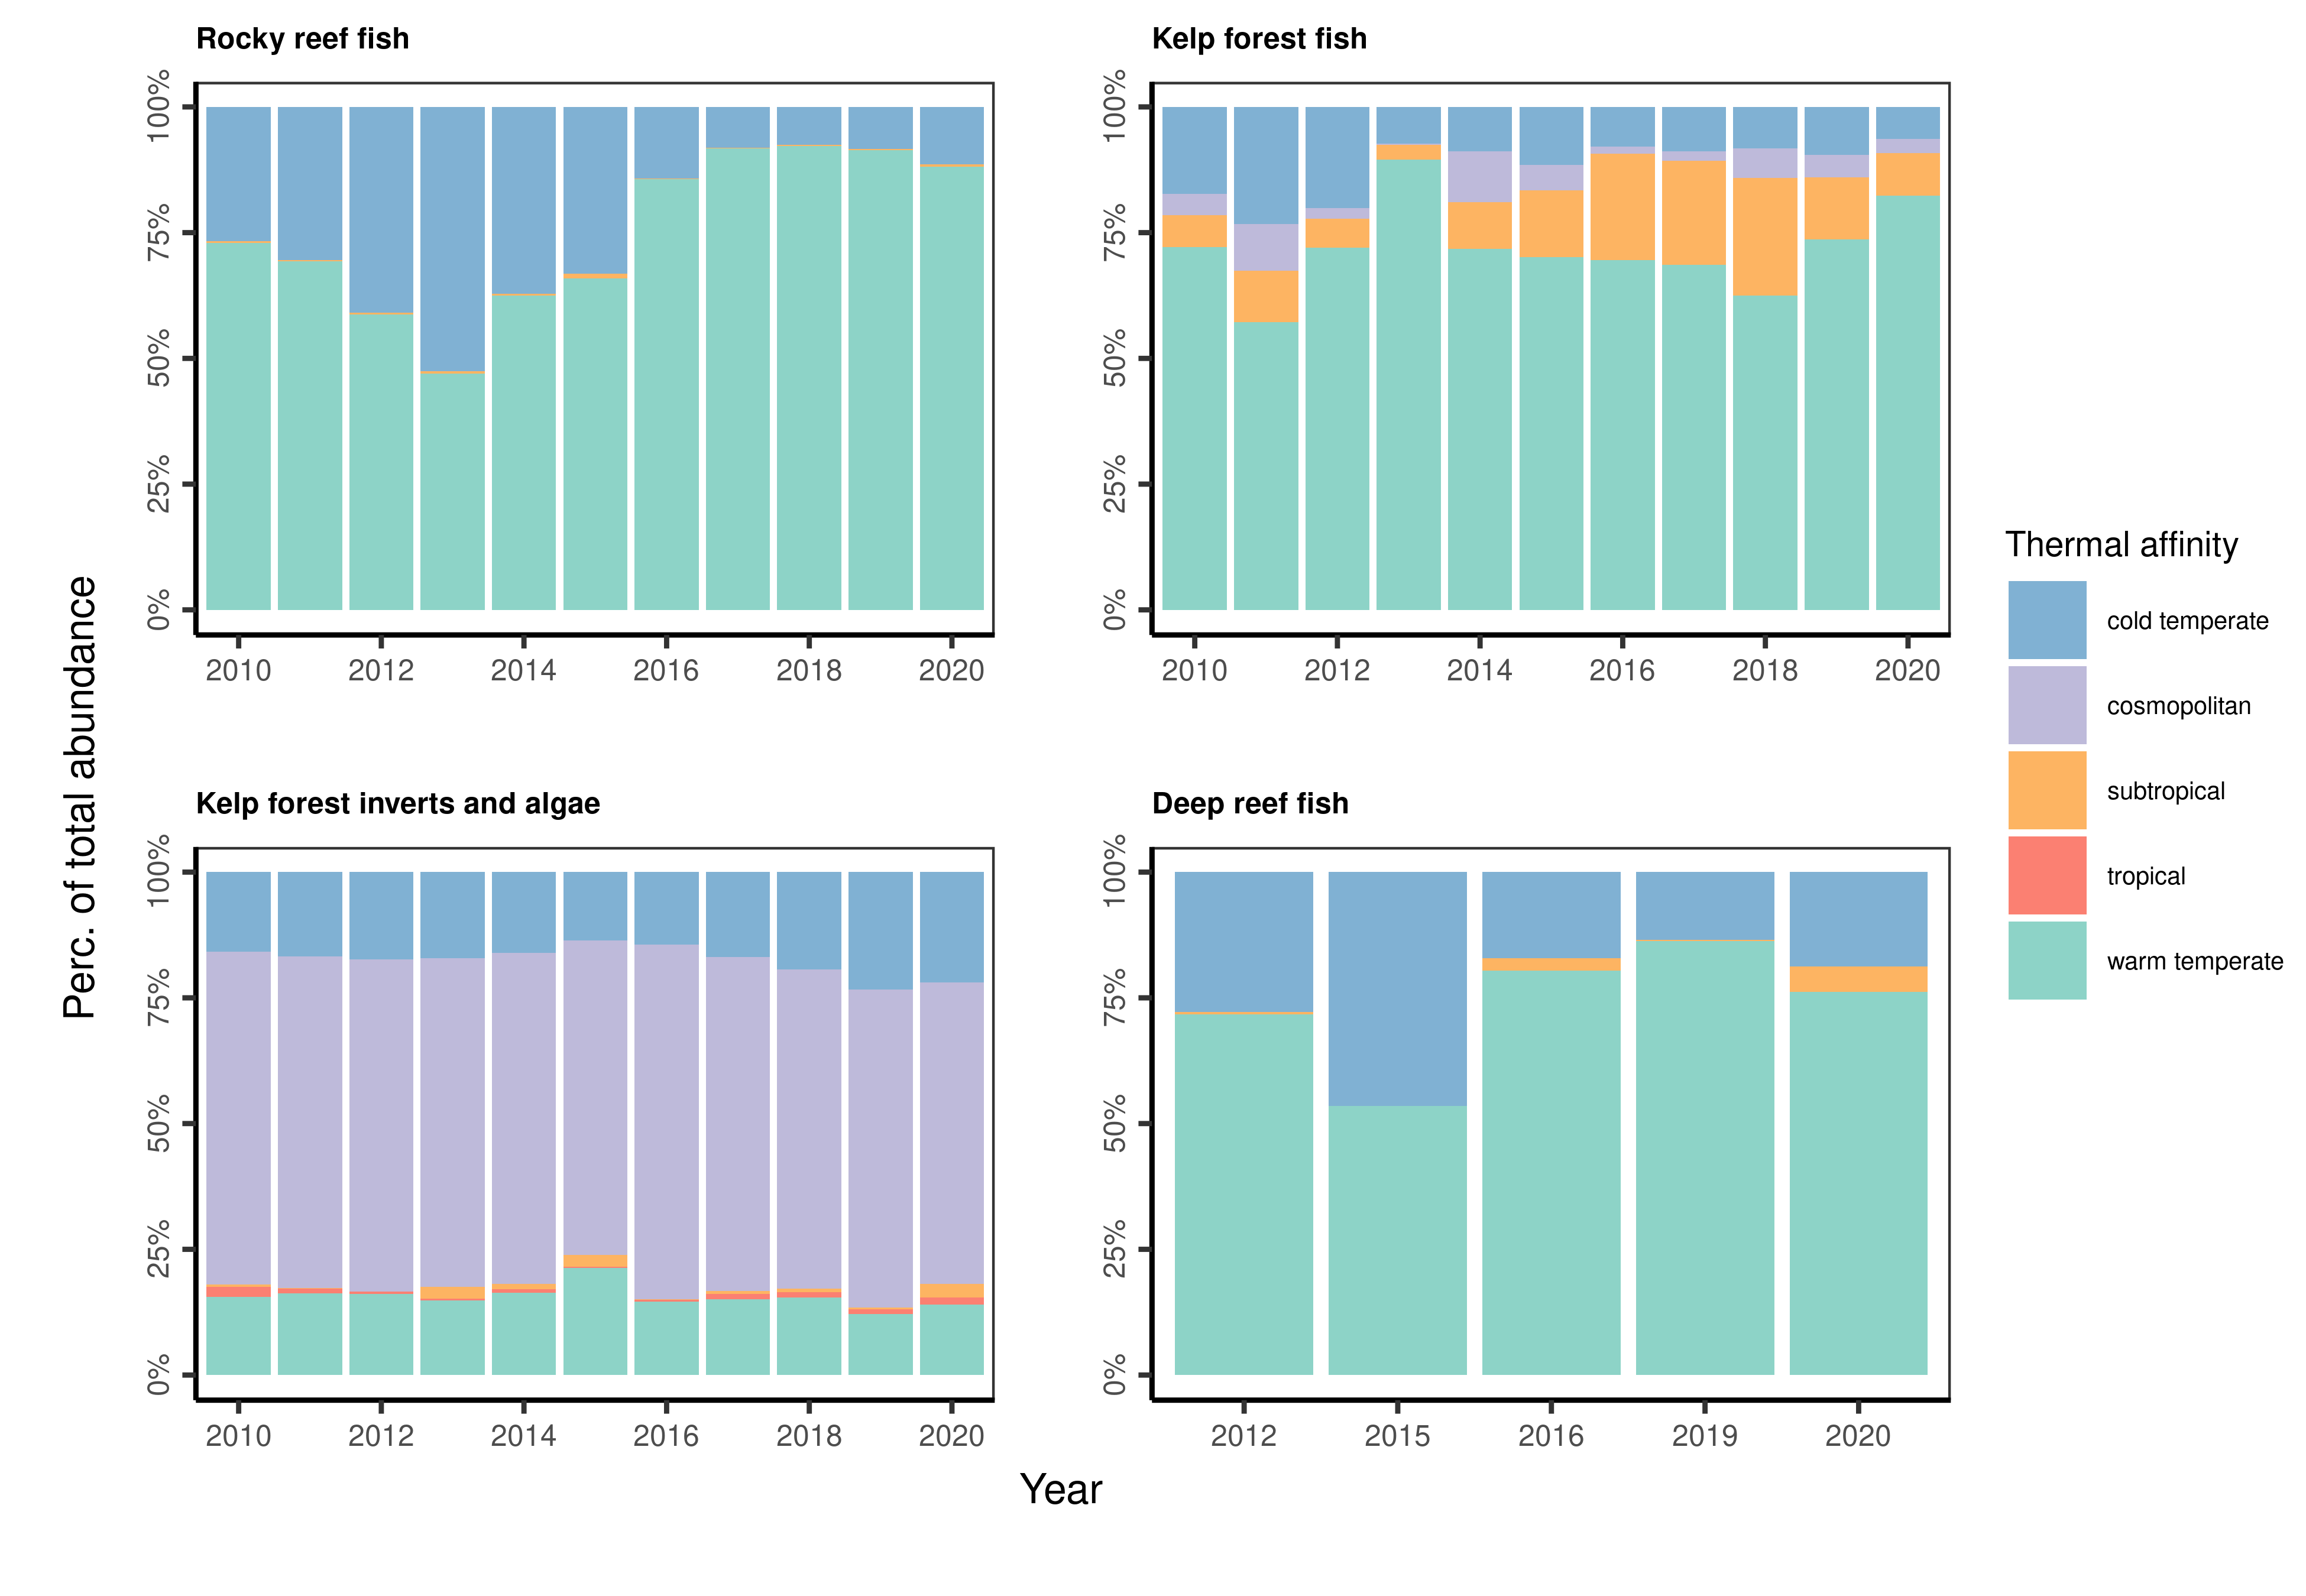 Rocky reef fish
100%
75%
50%
25%
0%
2010 2012 2014 2016 2018 2020
Kelp forest fish
100%
75%
50%
25%
0%
2010 2012 2014 2016 2018 2020
Perc. of total abundance
Kelp forest inverts and algae
100%
75%
50%
25%
0%
2010 2012 2014 2016 2018 2020
Deep reef fish
100%
75%
50%
25%
0%
2012 2015 2016 2019 2020
Year
Thermal affinity
cold temperate
cosmopolitan
subtropical
tropical
warm temperate